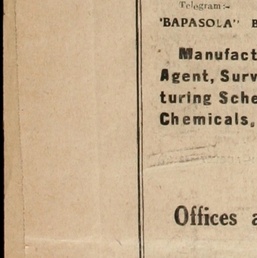 Telegram:-
'BAPASOLA" B
Manufact
Agent, Surv
turing Sche
Chemicals.
Offices a